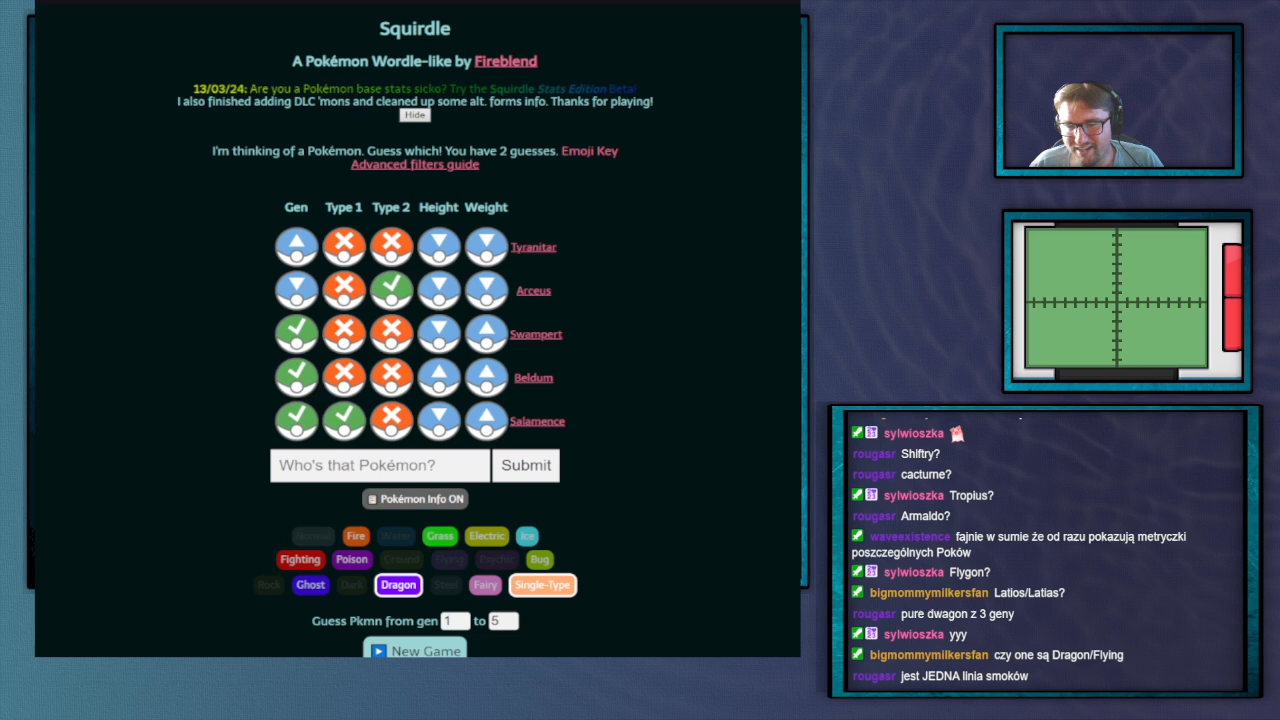 Squirdle
A Pokémon Wordle-like by Fireblend
13/03/24: Are you a Pokémon base stats sicko? Try the Squirdle Stats Edition Beta!
I also finished adding DLC 'mons and cleaned up some alt. forms info. Thanks for playing!
Hide
I'm thinking of a Pokémon. Guess which! You have 2 guesses. Emoji Key
Advanced filters guide
Gen Type 1 Type 2 Height Weight
Tyranitar
Arceus
Swampert
Beldum
Salamence
Who's that Pokémon? Submit
Pokémon Info ON
Normal Fire Water Grass Electric Ice
Fighting Poison Ground Flying Psychic Bug
Rock Ghost Dark Dragon Steel Fairy Single-Type
Guess Pkmn from gen 1 to 5
New Game
sylwioszka
rougasr Shiftry?
rougasr cacturne?
sylwioszka Tropius?
rougasr Armaldo?
waveexistence fajnie w sumie że od razu pokazują metryczki
poszczególnych Poków
sylwioszka Flygon?
bigmommymilkersfan Latios/Latias?
rougasr pure dwagon z 3 geny
sylwioszka yyy
bigmommymilkersfan czy one są Dragon/Flying
rougasr jest JEDNA linia smoków